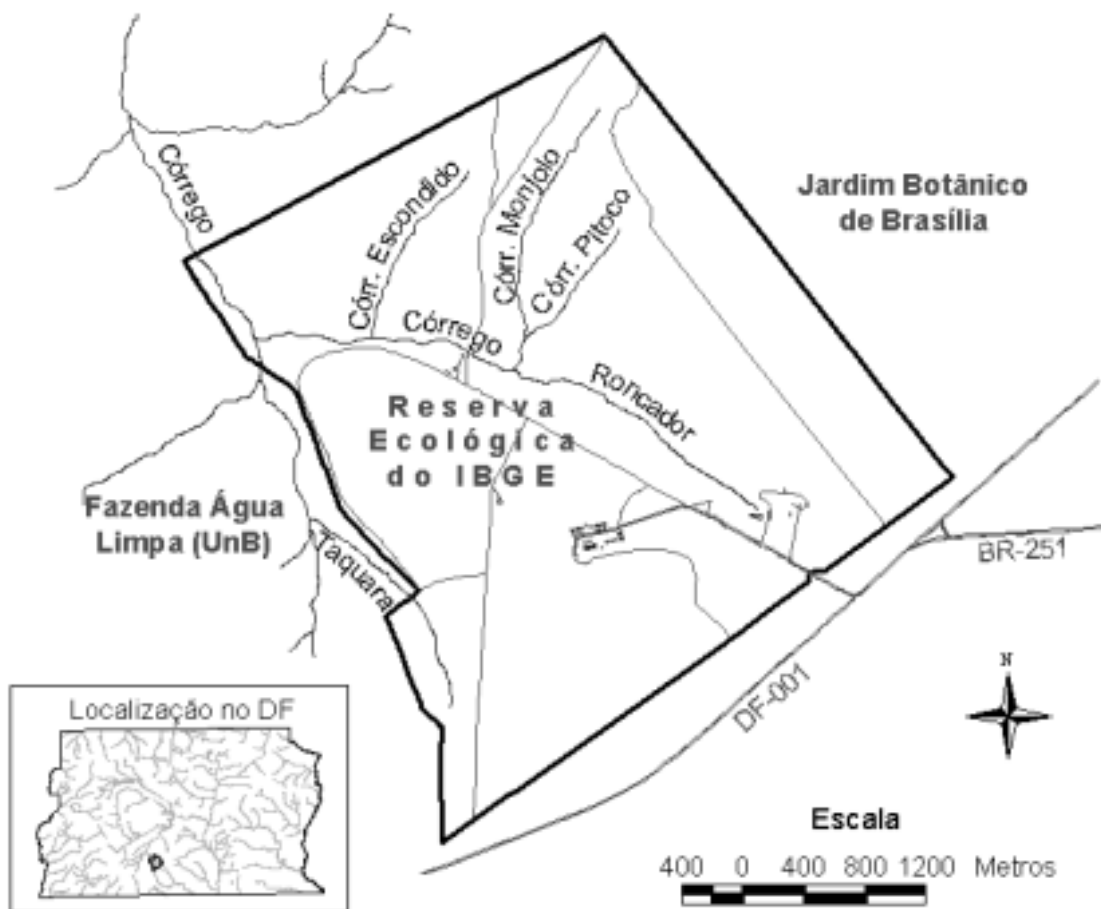 Córrego
Córr. Escondido
Córr. Monjolo
Córr. Pitoco
Jardim Botânico
de Brasília
Córrego
Roncador
Reserva
Ecológica
do IBGE
Fazenda Água
Limpa (UnB)
Taquara
BR-251
DF-001
N
Localização no DF
Escala
400 0 400 800 1200 Metros